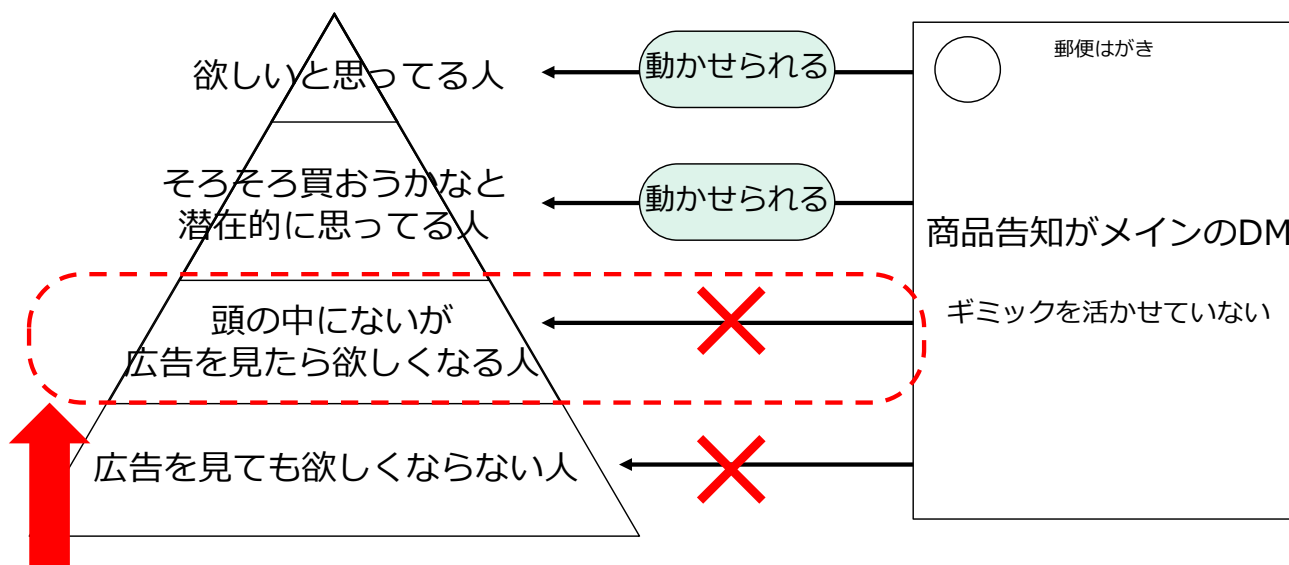 郵便はがき
欲しいと思ってる人
動かせられる
そろそろ買おうかなと
潜在的に思ってる人
動かせられる
商品告知がメインのDM
頭の中にないが
広告を見たら欲しくなる人
ギミックを活かせていない
広告を見ても欲しくならない人